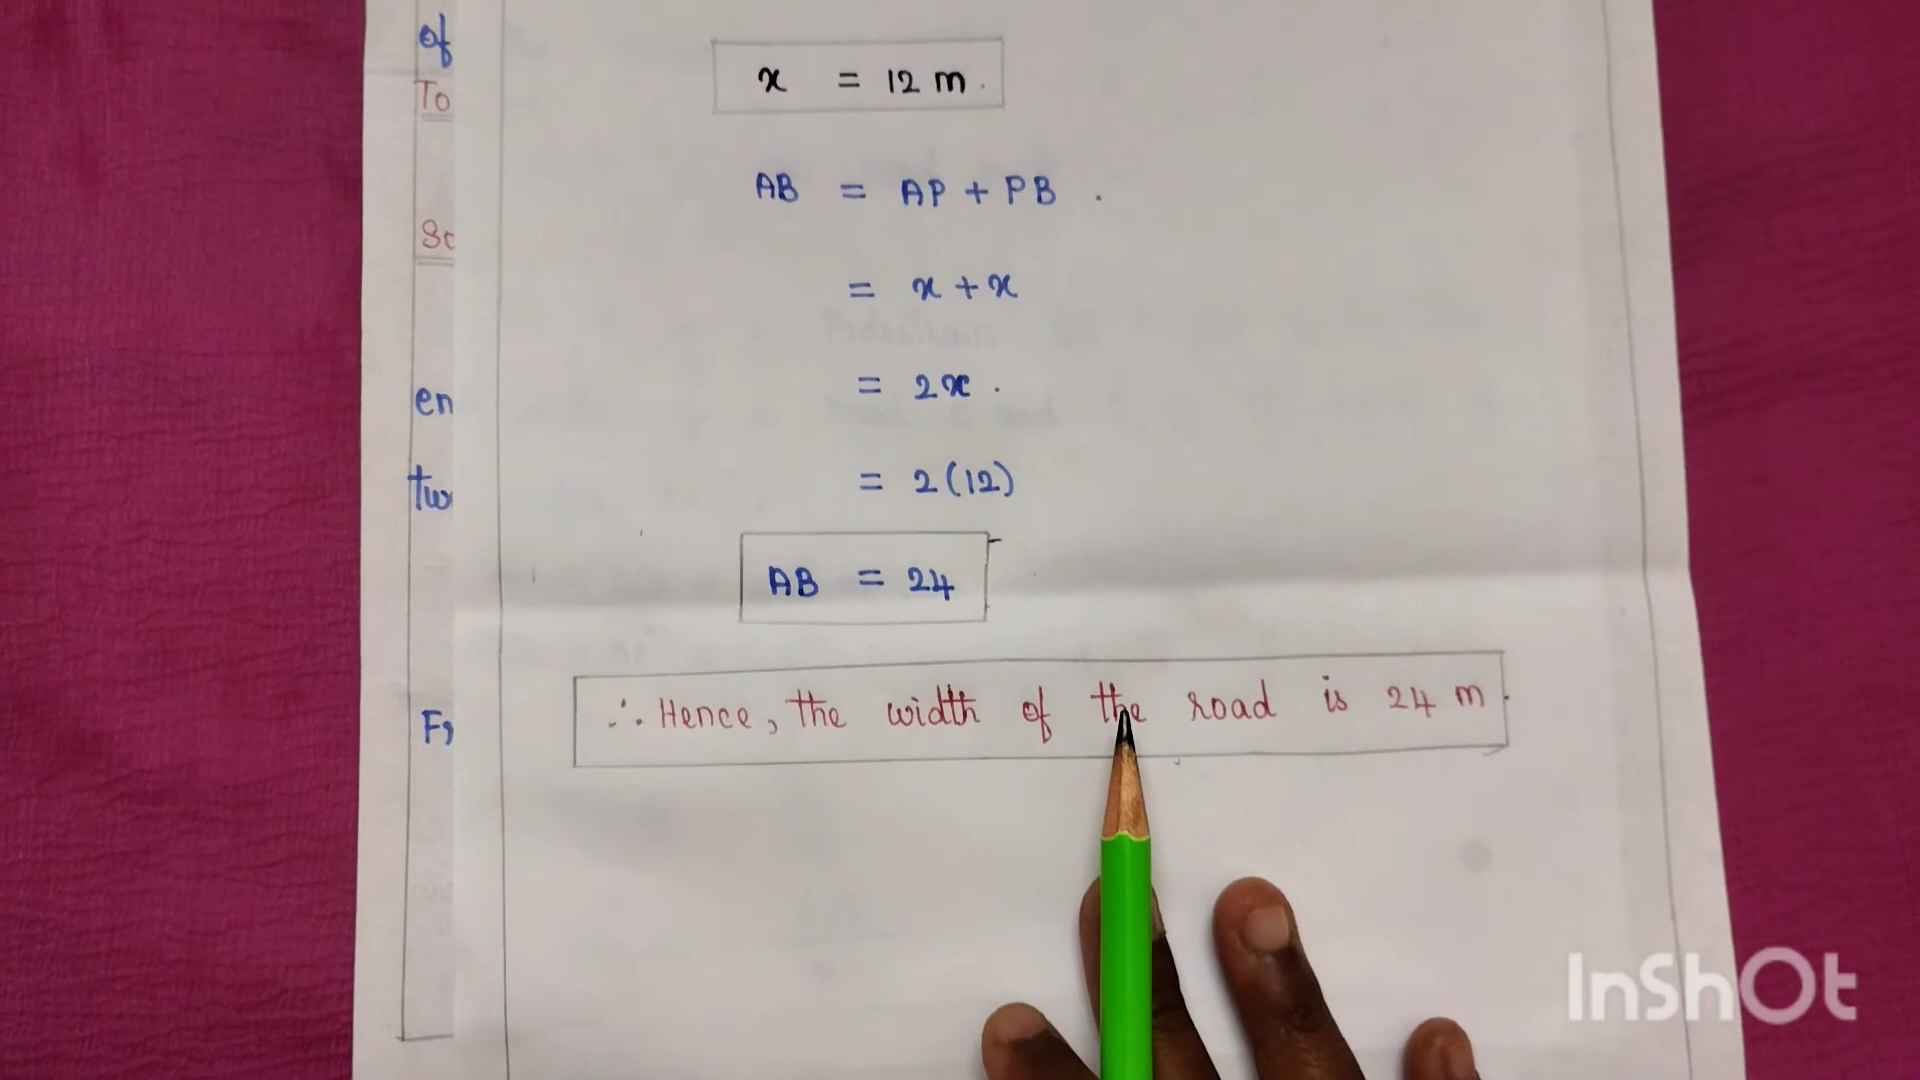 of
To
x = 12 m.
AB = AP + PB .
= x + x
en
= 2x .
tw
= 2(12)
AB = 24
∴ Hence, the width of the road is 24 m
InShOt